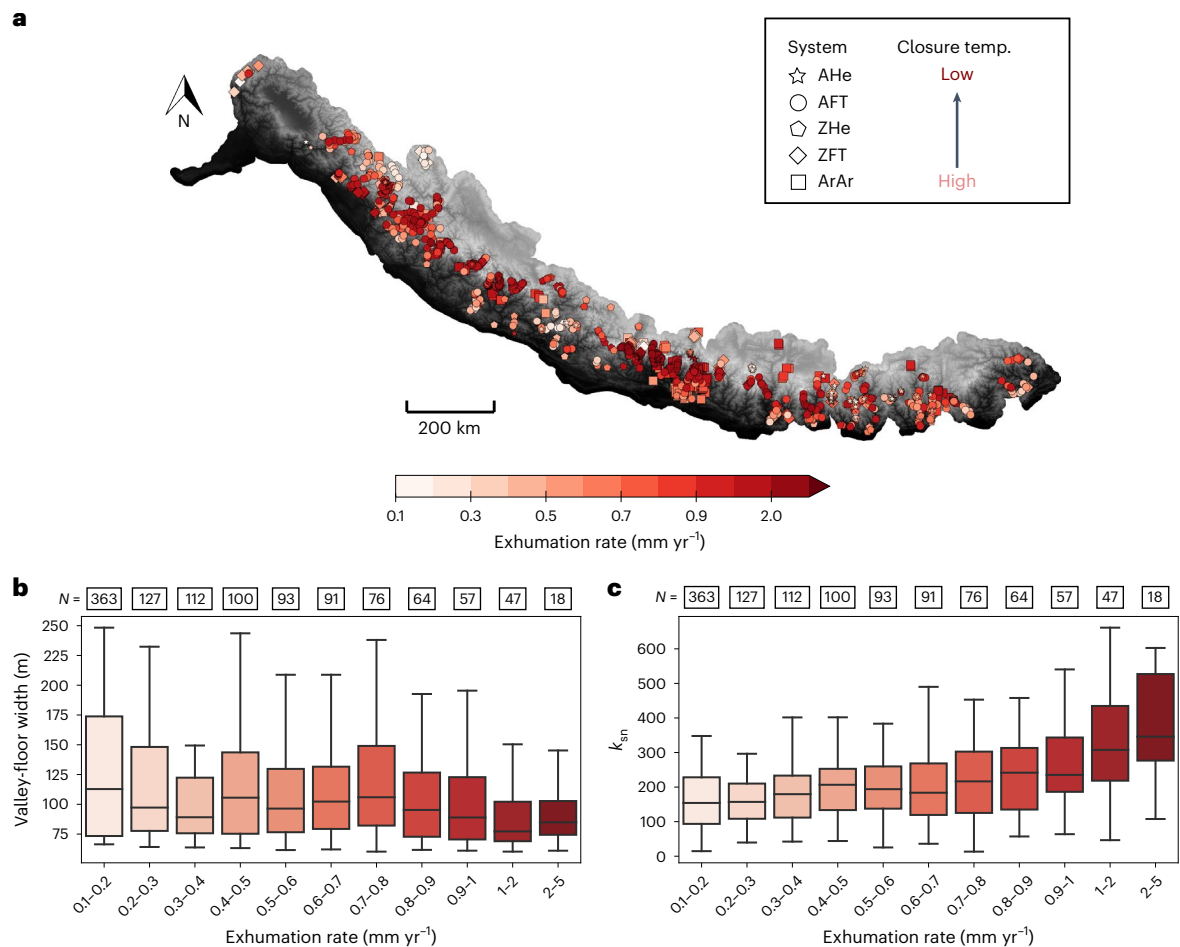 a
System Closure temp.
AHe Low
AFT
ZHe
ZFT
ArAr High
N
200 km
0.1 0.3 0.5 0.7 0.9 2.0
Exhumation rate (mm yr⁻¹)
b
N = 363 127 112 100 93 91 76 64 57 47 18
Valley-floor width (m)
250
225
200
175
150
125
100
75
0.1–0.2 0.2–0.3 0.3–0.4 0.4–0.5 0.5–0.6 0.6–0.7 0.7–0.8 0.8–0.9 0.9–1 1–2 2–5
Exhumation rate (mm yr⁻¹)
c
N = 363 127 112 100 93 91 76 64 57 47 18
kₛₙ
600
500
400
300
200
100
0
0.1–0.2 0.2–0.3 0.3–0.4 0.4–0.5 0.5–0.6 0.6–0.7 0.7–0.8 0.8–0.9 0.9–1 1–2 2–5
Exhumation rate (mm yr⁻¹)